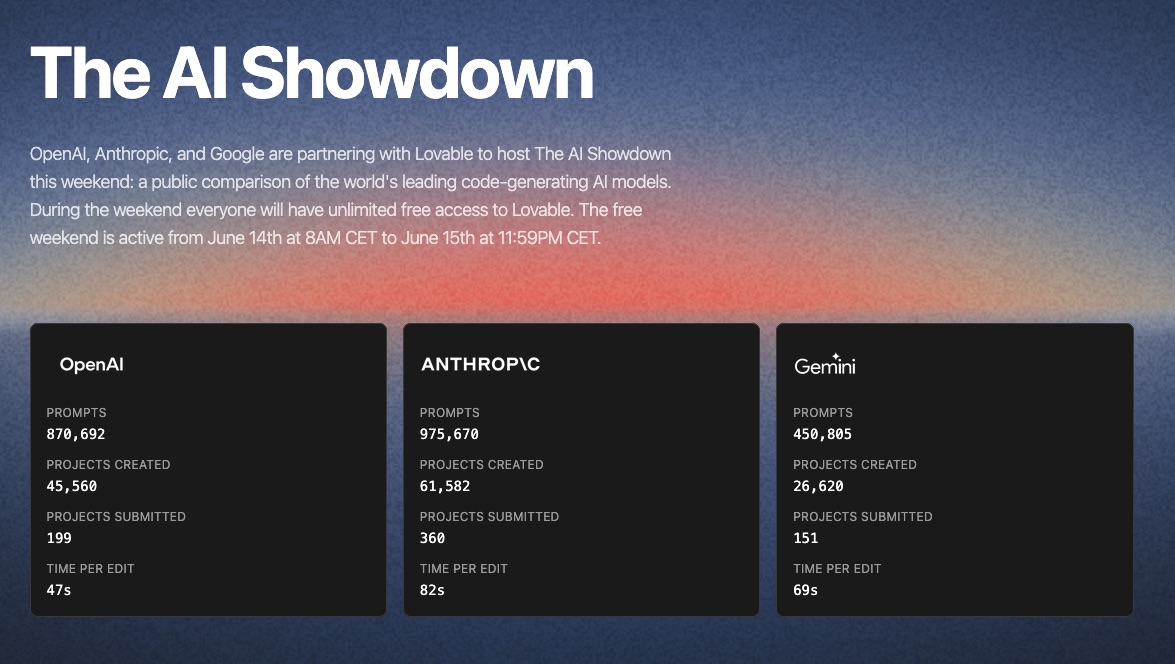 The AI Showdown
OpenAI, Anthropic, and Google are partnering with Lovable to host The AI Showdown
this weekend: a public comparison of the world's leading code-generating AI models.
During the weekend everyone will have unlimited free access to Lovable. The free
weekend is active from June 14th at 8AM CET to June 15th at 11:59PM CET.
OpenAI
PROMPTS
870,692
PROJECTS CREATED
45,560
PROJECTS SUBMITTED
199
TIME PER EDIT
47s
ANTHROP\C
PROMPTS
975,670
PROJECTS CREATED
61,582
PROJECTS SUBMITTED
360
TIME PER EDIT
82s
Gemini
PROMPTS
450,805
PROJECTS CREATED
26,620
PROJECTS SUBMITTED
151
TIME PER EDIT
69s